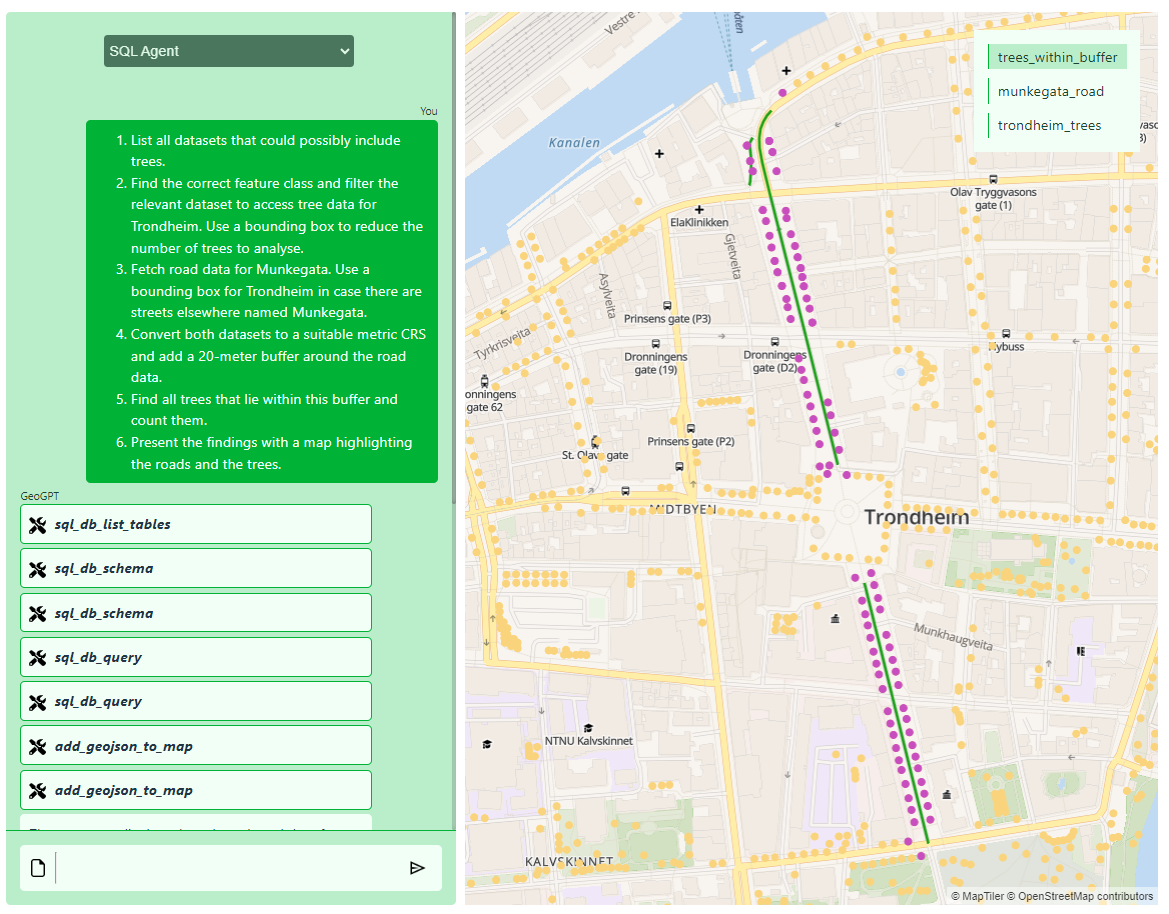 SQL Agent
You
1. List all datasets that could possibly include
trees.
2. Find the correct feature class and filter the
relevant dataset to access tree data for
Trondheim. Use a bounding box to reduce the
number of trees to analyse.
3. Fetch road data for Munkegata. Use a
bounding box for Trondheim in case there are
streets elsewhere named Munkegata.
4. Convert both datasets to a suitable metric CRS
and add a 20-meter buffer around the road
data.
5. Find all trees that lie within this buffer and
count them.
6. Present the findings with a map highlighting
the roads and the trees.
GeoGPT
sql_db_list_tables
sql_db_schema
sql_db_schema
sql_db_query
sql_db_query
add_geojson_to_map
add_geojson_to_map
trees_within_buffer
munkegata_road
trondheim_trees
Vestre
Kanalen
ElaKlinikken
Gjetveita
Olav Tryggvasons
gate (1)
Asylveita
Prinsens gate (P3)
Tyrkrisveita
Dronningens
gate (19)
Dronningens
gate (D2)
Nybuss
onningens
gate 62
Prinsens gate (P2)
St. Olavs gate
MIDTBYEN
Trondheim
Munkhaugveita
NTNU Kalvskinnet
KALVSKINNET
© MapTiler © OpenStreetMap contributors